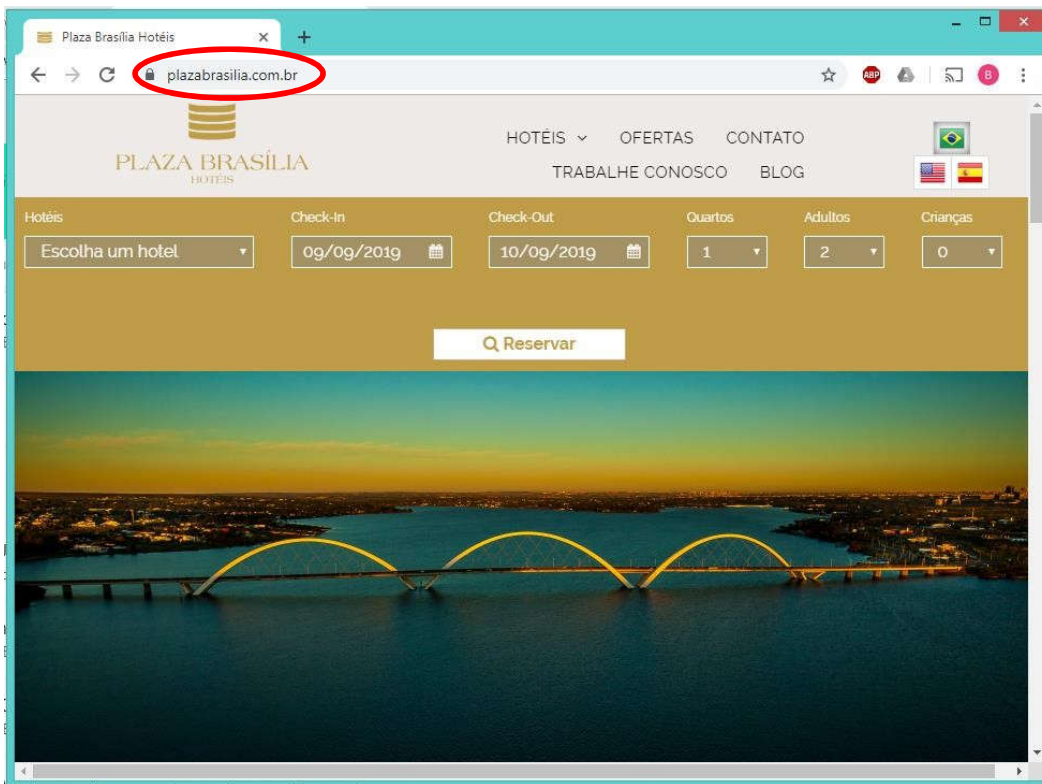 Plaza Brasília Hotéis
plazabrasilia.com.br
ABP
B
PLAZA BRASÍLIA
HOTÉIS
HOTÉIS OFERTAS CONTATO
TRABALHE CONOSCO BLOG
Hotéis Check-In Check-Out Quartos Adultos Crianças
Escolha um hotel 09/09/2019 10/09/2019 1 2 0
Reservar